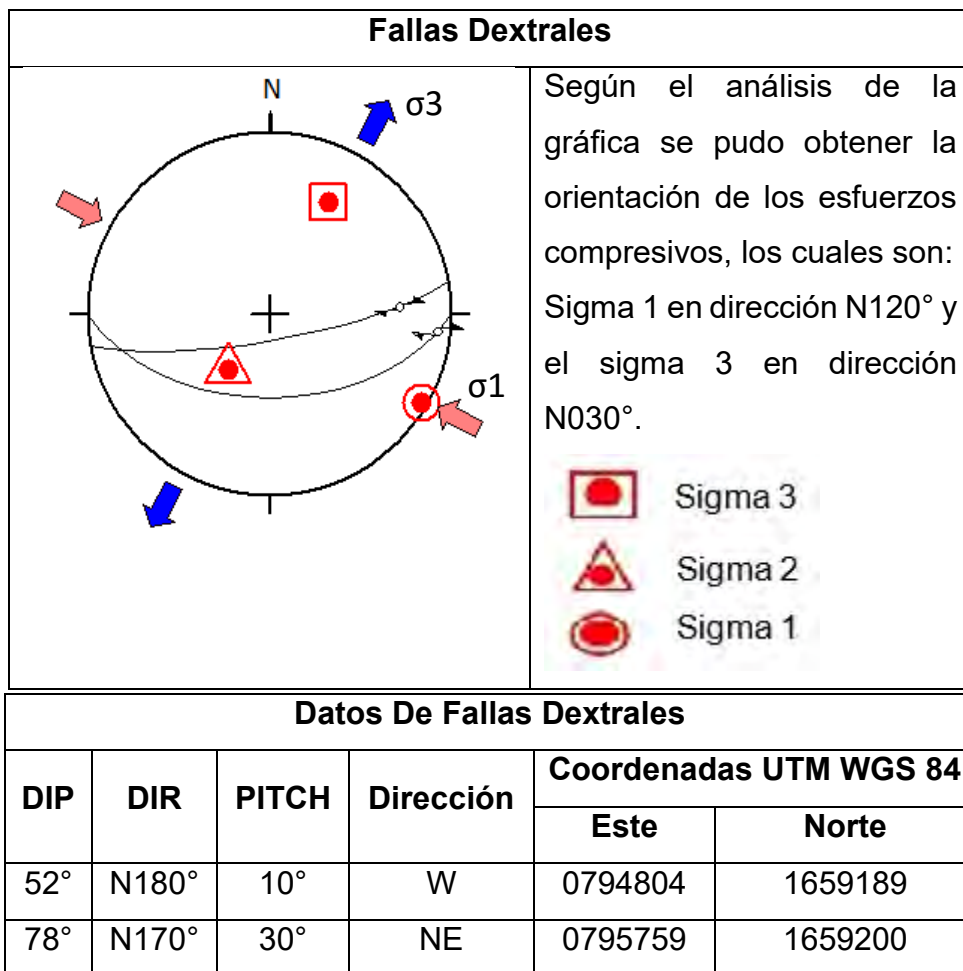 Fallas Dextrales
N
σ3
σ1
Según el análisis de la
gráfica se pudo obtener la
orientación de los esfuerzos
compresivos, los cuales son:
Sigma 1 en dirección N120° y
el sigma 3 en dirección
N030°.
Sigma 3
Sigma 2
Sigma 1
Datos De Fallas Dextrales
DIP DIR PITCH Dirección Coordenadas UTM WGS 84
Este Norte
52° N180° 10° W 0794804 1659189
78° N170° 30° NE 0795759 1659200